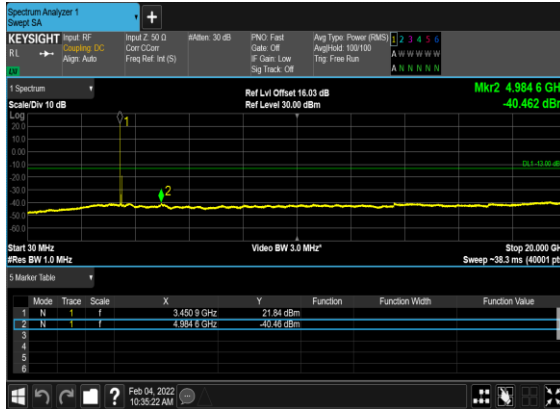 Spectrum Analyzer 1
Swept SA
+
KEYSIGHT Input: RF Input Z: 50 Ω #Atten: 30 dB PNO: Fast Avg Type: Power (RMS) 1 2 3 4 5 6
RL Coupling: DC Corr CCorr Gate: Off Avg|Hold: 100/100 A W W W W W
Align: Auto Freq Ref: Int (S) IF Gain: Low Trig: Free Run
Sig Track: Off A N N N N N
LU
1 Spectrum Ref Lvl Offset 16.03 dB Mkr2 4.984 6 GH
Scale/Div 10 dB Ref Level 30.00 dBm -40.462 dB
Log
20.0
10.0
0.00
-10.0
-20.0
-30.0
-40.0
-50.0
-60.0
1
2
DL1 -13.00 dB
Start 30 MHz Video BW 3.0 MHz* Stop 20.000 GH
#Res BW 1.0 MHz Sweep ~38.3 ms (40001 pt
5 Marker Table
Mode Trace Scale X Y Function Function Width Function Value
1 N 1 f 3.450 9 GHz 21.84 dBm
2 N 1 f 4.984 6 GHz -40.46 dBm
3
4
5
6
? Feb 04, 2022
10:35:22 AM